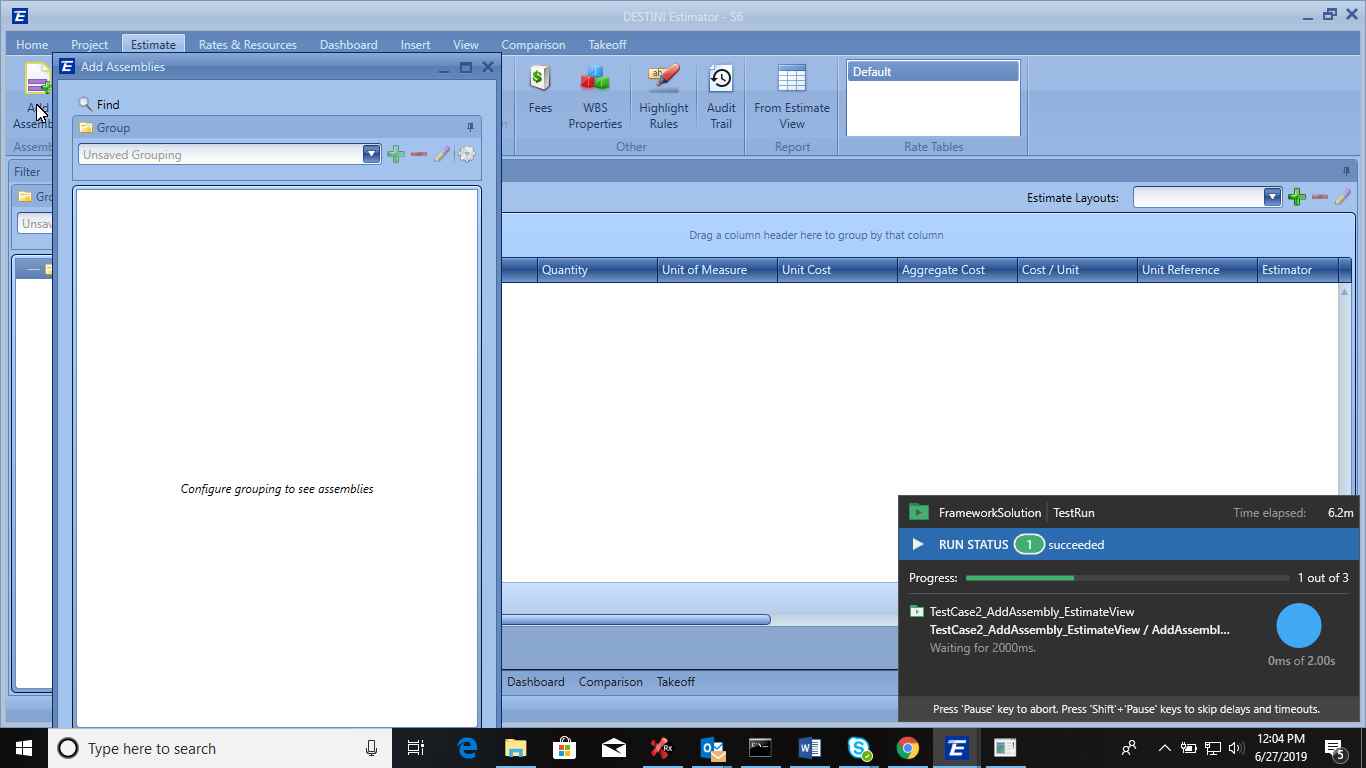 DESTINI Estimator - S6
Home Project Estimate Rates & Resources Dashboard Insert View Comparison Takeoff
Add Assemblies
Add
Assemb
Assemb
Fees
WBS
Properties
Highlight
Rules
Audit
Trail
From Estimate
View
Default
Other
Report
Rate Tables
Find
Group
Unsaved Grouping
Filter
Gro
Unsav
Estimate Layouts:
Drag a column header here to group by that column
Quantity Unit of Measure Unit Cost Aggregate Cost Cost / Unit Unit Reference Estimator
Configure grouping to see assemblies
FrameworkSolution TestRun Time elapsed: 6.2m
RUN STATUS 1 succeeded
Progress: 1 out of 3
TestCase2_AddAssembly_EstimateView
TestCase2_AddAssembly_EstimateView / AddAssembl...
Waiting for 2000ms.
0ms of 2.00s
Press 'Pause' key to abort. Press 'Shift'+'Pause' keys to skip delays and timeouts.
Dashboard Comparison Takeoff
Type here to search
12:04 PM
6/27/2019
5